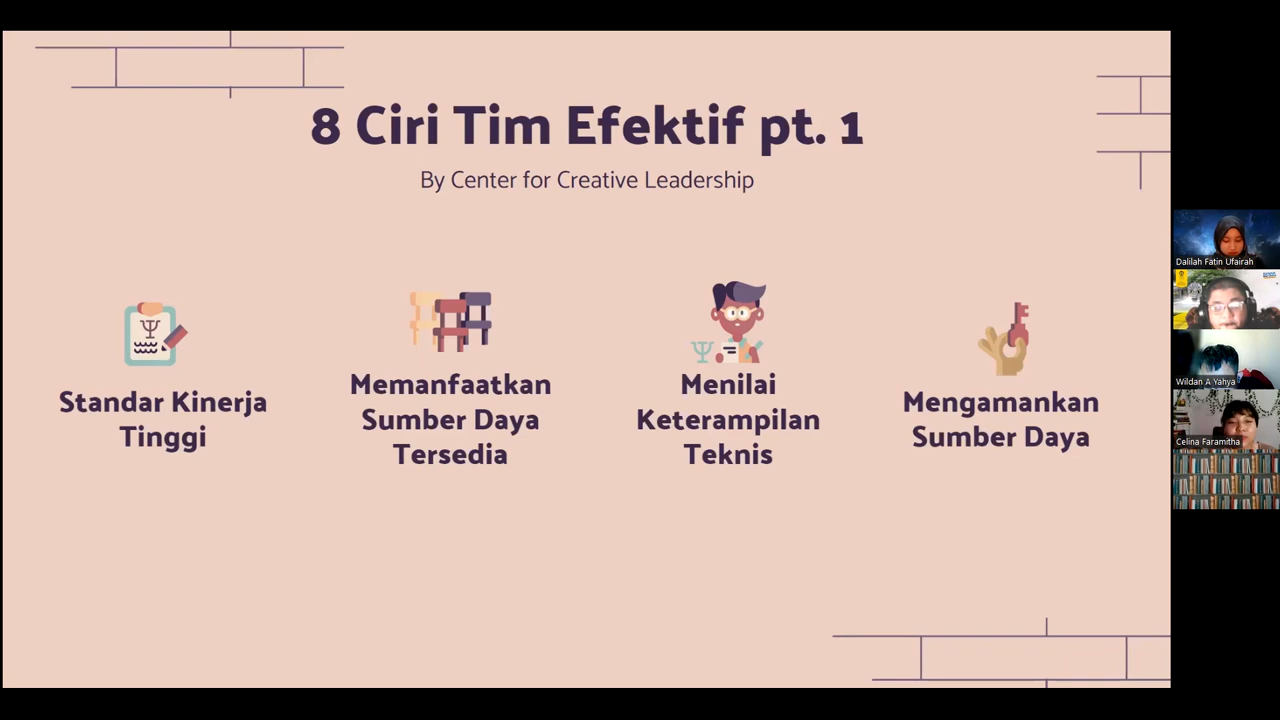 8 Ciri Tim Efektif pt. 1
By Center for Creative Leadership
Standar Kinerja
Tinggi
Memanfaatkan
Sumber Daya
Tersedia
Menilai
Keterampilan
Teknis
Mengamankan
Sumber Daya
Dalilah Fatin Ufairah
Wildan A Yahya
Celina Faramitha